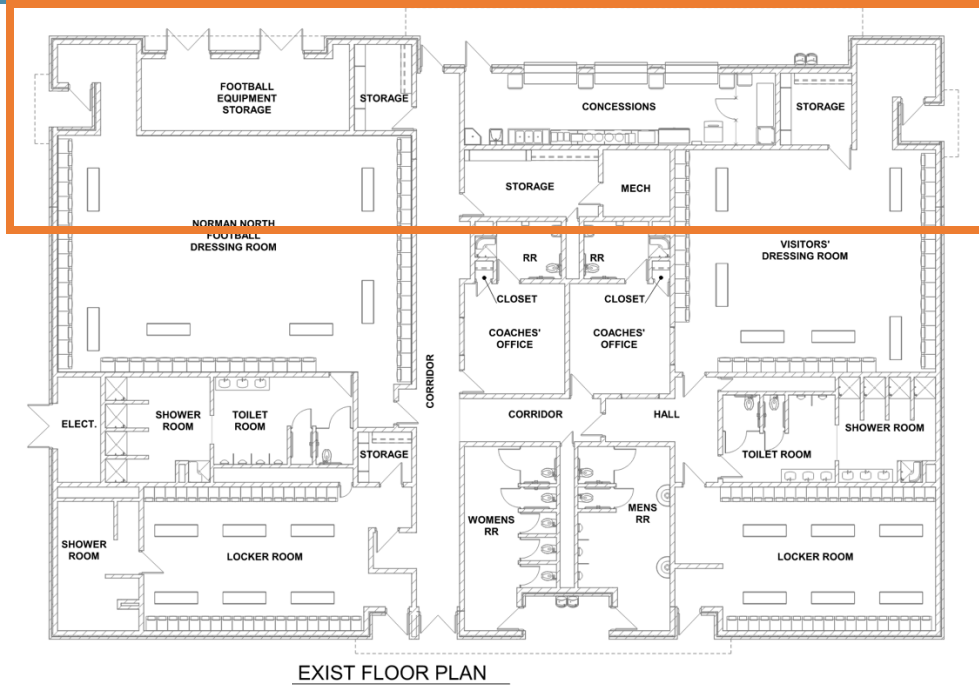 FOOTBALL
EQUIPMENT
STORAGE
STORAGE
CONCESSIONS
STORAGE
STORAGE
MECH
NORMAN NORTH
FOOTBALL
DRESSING ROOM
RR
RR
VISITORS'
DRESSING ROOM
CLOSET
CLOSET
COACHES'
OFFICE
COACHES'
OFFICE
CORRIDOR
ELECT.
SHOWER
ROOM
TOILET
ROOM
CORRIDOR
HALL
SHOWER ROOM
STORAGE
TOILET ROOM
WOMENS
RR
MENS
RR
SHOWER
ROOM
LOCKER ROOM
LOCKER ROOM
EXIST FLOOR PLAN